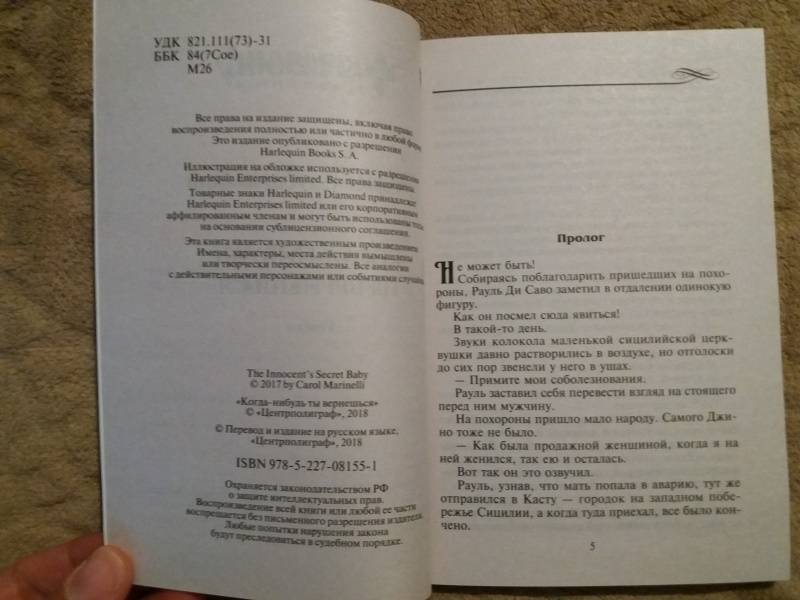 УДК 821.111(73)-31
ББК 84(7Сое)
М26
Все права на издание защищены, включая право
воспроизведения полностью или частично в любой форме.
Это издание опубликовано с разрешения
Harlequin Books S. A.
Иллюстрация на обложке используется с разрешения
Harlequin Enterprises limited. Все права защищены.
Товарные знаки Harlequin и Diamond принадлежат
Harlequin Enterprises limited или его корпоративным
аффилированным членам и могут быть использованы только
на основании сублицензионного соглашения.
Эта книга является художественным произведением.
Имена, характеры, места действия вымышлены
или творчески переосмыслены. Все аналогии
с действительными персонажами или событиями случайны.
The Innocent's Secret Baby
© 2017 by Carol Marinelli
«Когда-нибудь ты вернешься»
© «Центрполиграф», 2018
© Перевод и издание на русском языке,
«Центрполиграф», 2018
ISBN 978-5-227-08155-1
Охраняется законодательством РФ
о защите интеллектуальных прав.
Воспроизведение всей книги или любой ее части
воспрещается без письменного разрешения издателя.
Любые попытки нарушения закона
будут преследоваться в судебном порядке.
Пролог
Не может быть!
Собираясь поблагодарить пришедших на похо-
роны, Рауль Ди Саво заметил в отдалении одинокую
фигуру.
Как он посмел сюда явиться!
В такой-то день.
Звуки колокола маленькой сицилийской церк-
вушки давно растворились в воздухе, но отголоски
до сих пор звенели у него в ушах.
— Примите мои соболезнования.
Рауль заставил себя перевести взгляд на стоящего
перед ним мужчину.
На похороны пришло мало народу. Самого Джи-
но тоже не было.
— Как была продажной женщиной, когда я на
ней женился, так ею и осталась.
Вот так он это озвучил.
Рауль, узнав, что мать попала в аварию, тут же
отправился в Касту — городок на западном побе-
режье Сицилии, а когда туда приехал, все было кон-
чено.
5